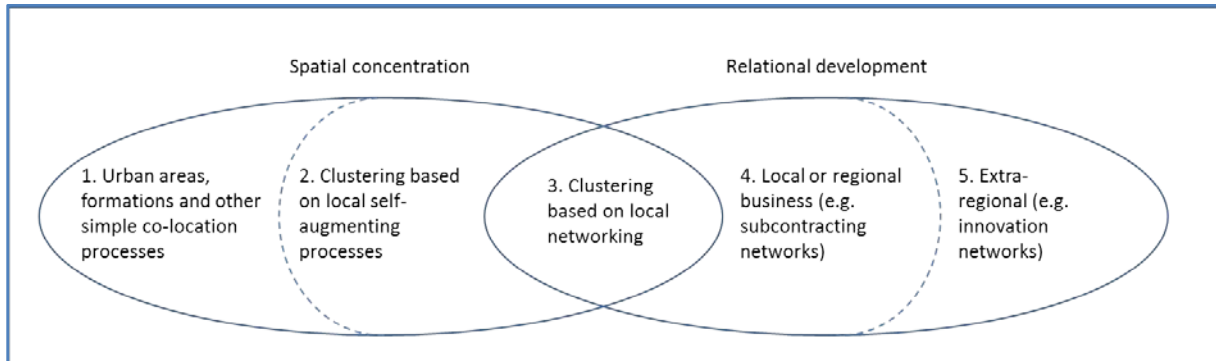 Spatial concentration
Relational development
1. Urban areas,
formations and other
simple co-location
processes
2. Clustering based
on local self-
augmenting
processes
3. Clustering
based on local
networking
4. Local or regional
business (e.g.
subcontracting
networks)
5. Extra-
regional (e.g.
innovation
networks)